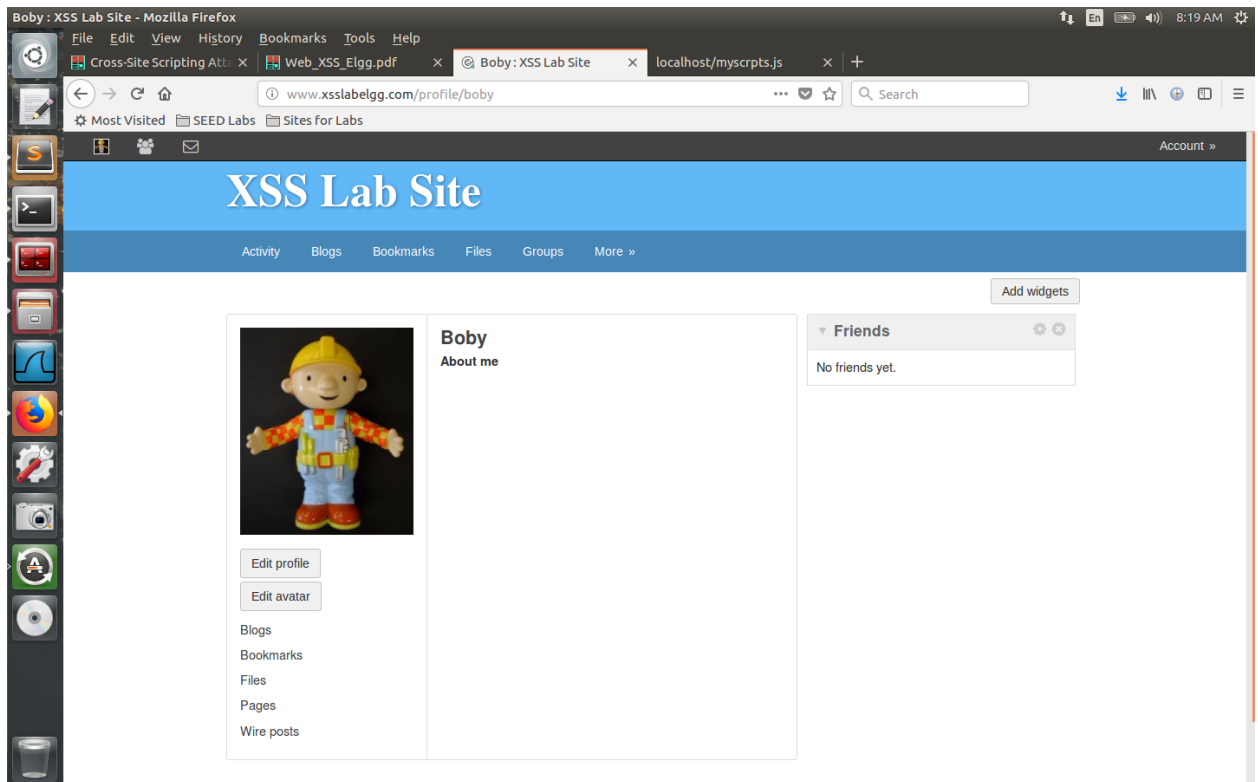 Boby : XSS Lab Site - Mozilla Firefox
En
8:19 AM
File Edit View History Bookmarks Tools Help
Cross-Site Scripting Atta
Web_XSS_Elgg.pdf
Boby : XSS Lab Site
localhost/myscrpts.js
www.xsslabelgg.com/profile/boby
Search
Most Visited SEED Labs Sites for Labs
Account »
XSS Lab Site
Activity Blogs Bookmarks Files Groups More »
Add widgets
Boby
About me
Friends
No friends yet.
Edit profile
Edit avatar
Blogs
Bookmarks
Files
Pages
Wire posts